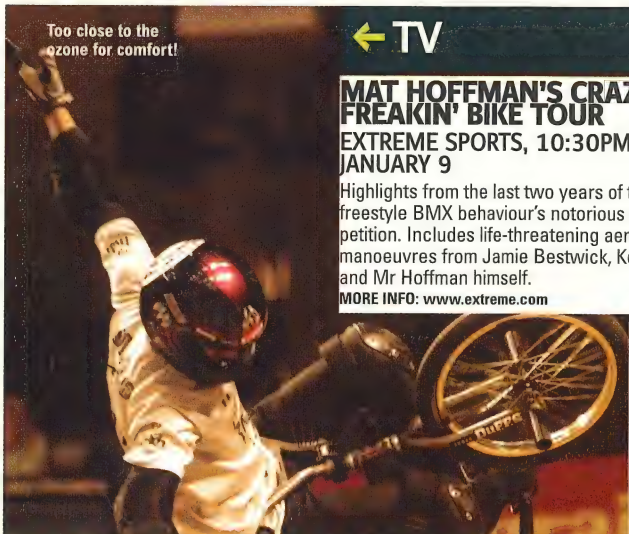 Too close to the
ozone for comfort!
← TV
MAT HOFFMAN'S CRAZ
FREAKIN' BIKE TOUR
EXTREME SPORTS, 10:30PM
JANUARY 9
Highlights from the last two years of t
freestyle BMX behaviour's notorious
petition. Includes life-threatening aer
manoeuvres from Jamie Bestwick, Ke
and Mr Hoffman himself.
MORE INFO: www.extreme.com